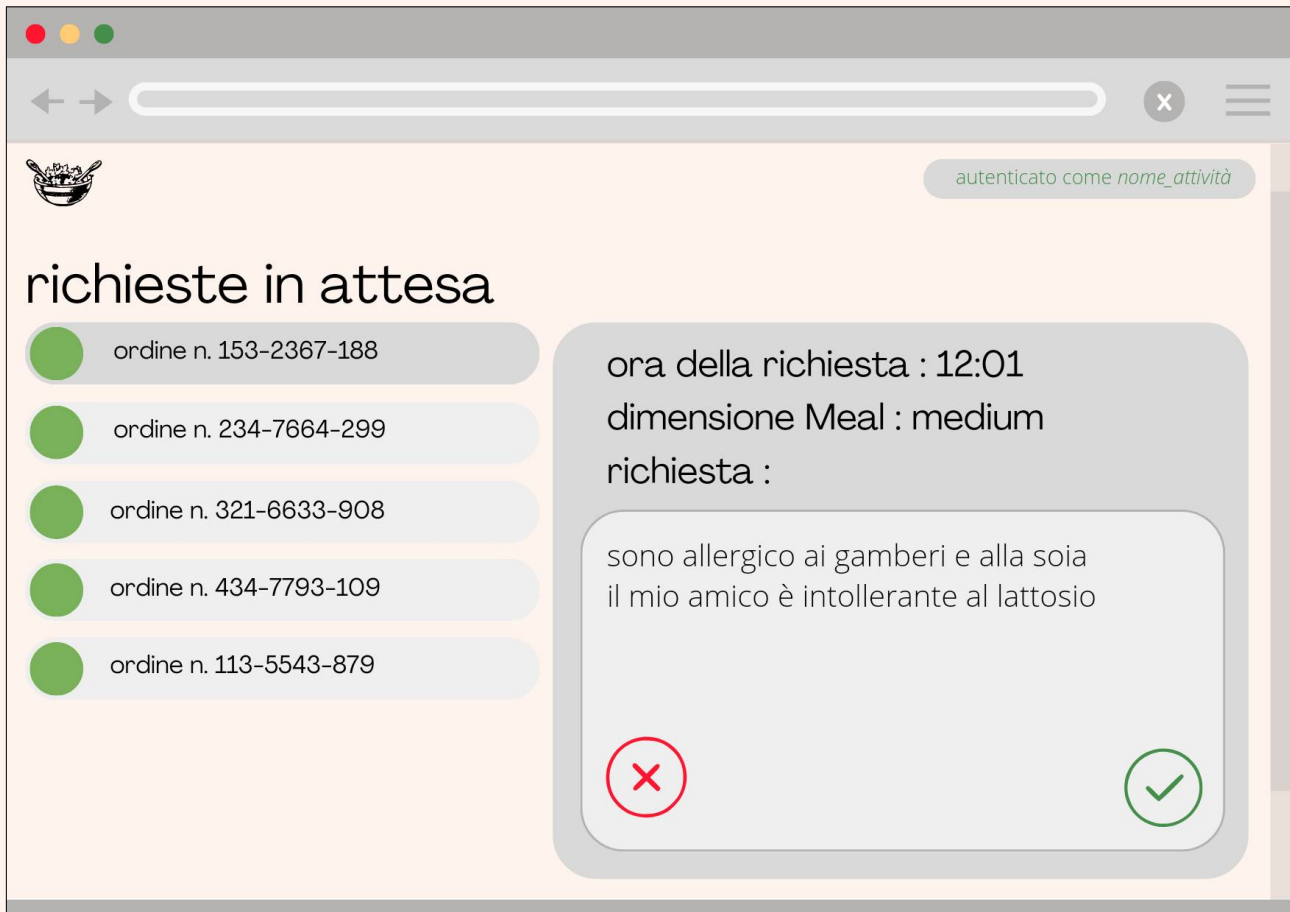 autenticato come nome_attività
richieste in attesa
ordine n. 153-2367-188
ordine n. 234-7664-299
ordine n. 321-6633-908
ordine n. 434-7793-109
ordine n. 113-5543-879
ora della richiesta : 12:01
dimensione Meal : medium
richiesta :
sono allergico ai gamberi e alla soia
il mio amico è intollerante al lattosio